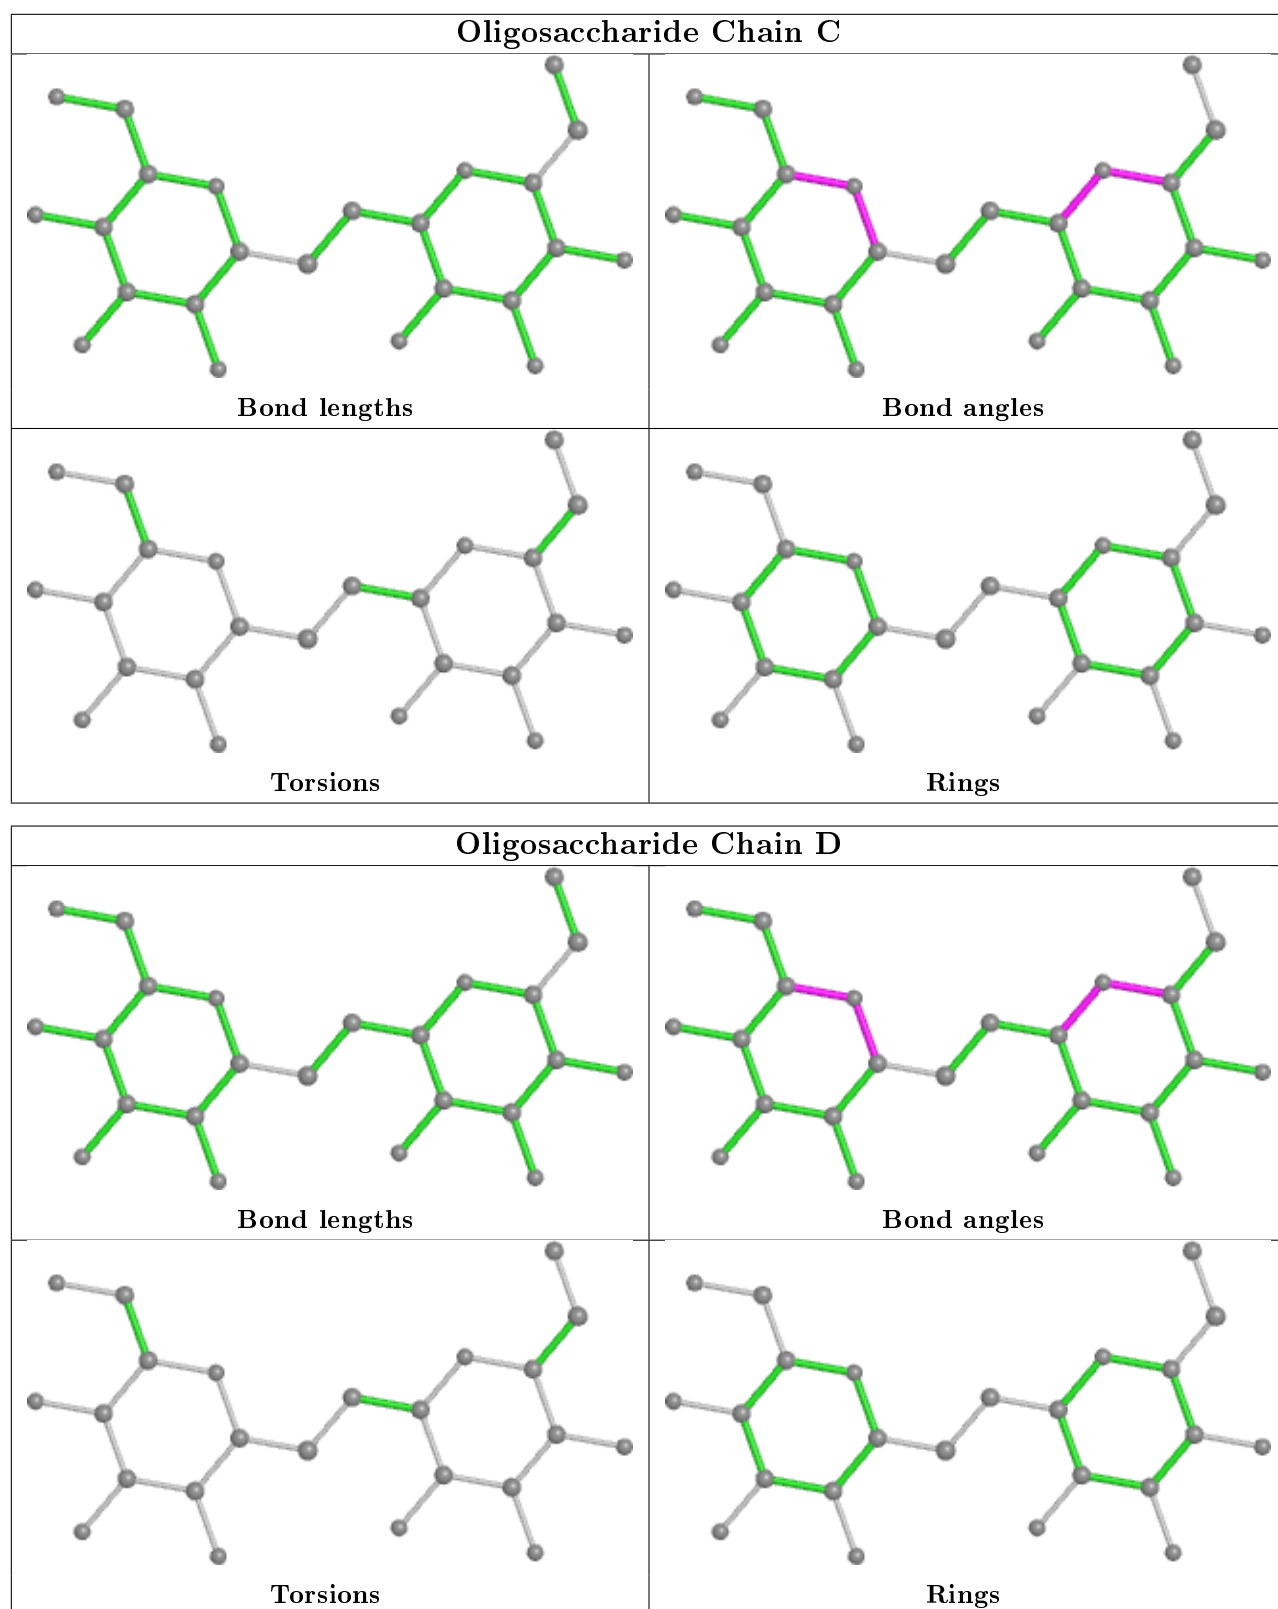 Oligosaccharide Chain C
Bond lengths
Bond angles
Torsions
Rings
Oligosaccharide Chain D
Bond lengths
Bond angles
Torsions
Rings